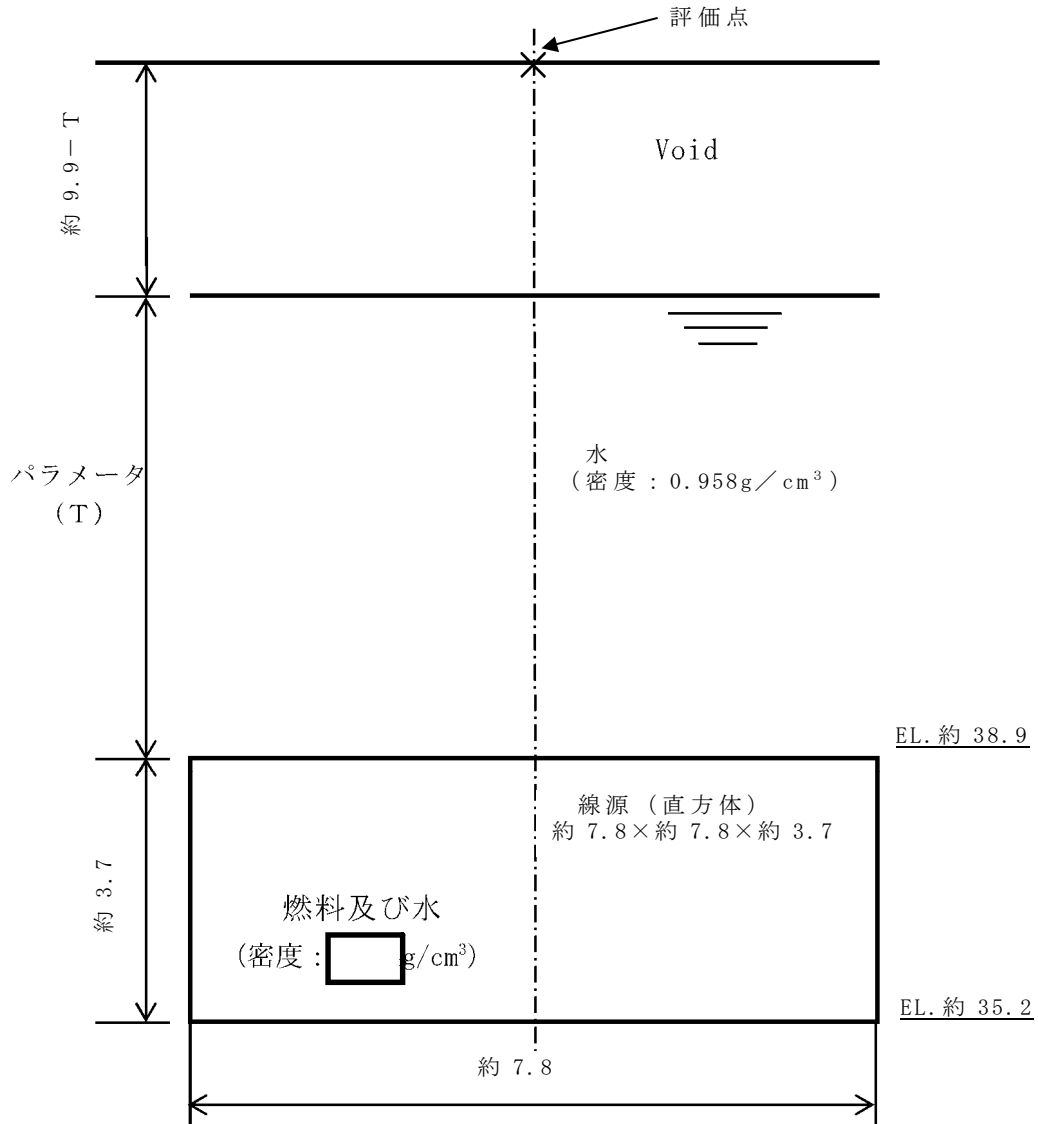 評価点
約 9.9－T
Void
パラメータ
(T)
水
(密度：0.958g／cm³)
EL.約 38.9
線源 (直方体)
約 7.8×約 7.8×約 3.7
約 3.7
燃料及び水
(密度： g/cm³)
EL.約 35.2
約 7.8